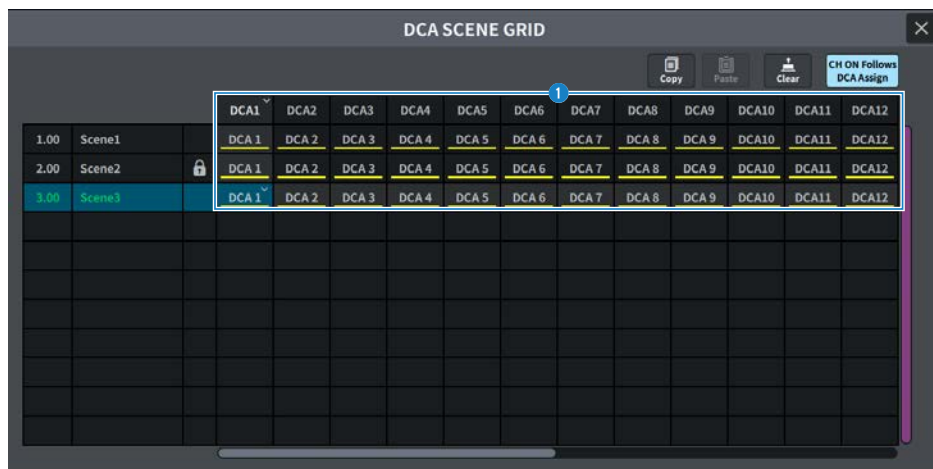 DCA SCENE GRID
Copy Paste Clear CH ON Follows
DCA Assign
1
DCA1 DCA2 DCA3 DCA4 DCA5 DCA6 DCA7 DCA8 DCA9 DCA10 DCA11 DCA12
1.00 Scene1 DCA 1 DCA 2 DCA 3 DCA 4 DCA 5 DCA 6 DCA 7 DCA 8 DCA 9 DCA10 DCA11 DCA12
2.00 Scene2 DCA 1 DCA 2 DCA 3 DCA 4 DCA 5 DCA 6 DCA 7 DCA 8 DCA 9 DCA10 DCA11 DCA12
3.00 Scene3 DCA 1 DCA 2 DCA 3 DCA 4 DCA 5 DCA 6 DCA 7 DCA 8 DCA 9 DCA10 DCA11 DCA12